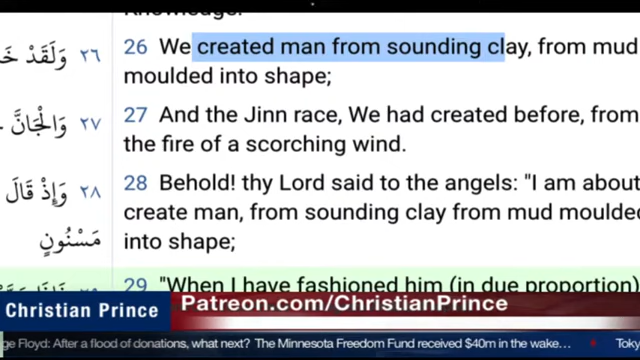 Knowledge.
26 We created man from sounding clay, from mud
moulded into shape;
وَلَقَدْ ٢٦
27 And the Jinn race, We had created before, from
the fire of a scorching wind.
وَالْجَانَّ ٢٧
28 Behold! thy Lord said to the angels: "I am about
create man, from sounding clay from mud moulded
into shape;
وَإِذْ قَالَ ٢٨
مَسْنُونٍ
29 "When I have fashioned him (in due proportion)
Christian Prince
Patreon.com/ChristianPrince
ge Floyd: After a flood of donations, what next? The Minnesota Freedom Fund received $40m in the wake…
Toky